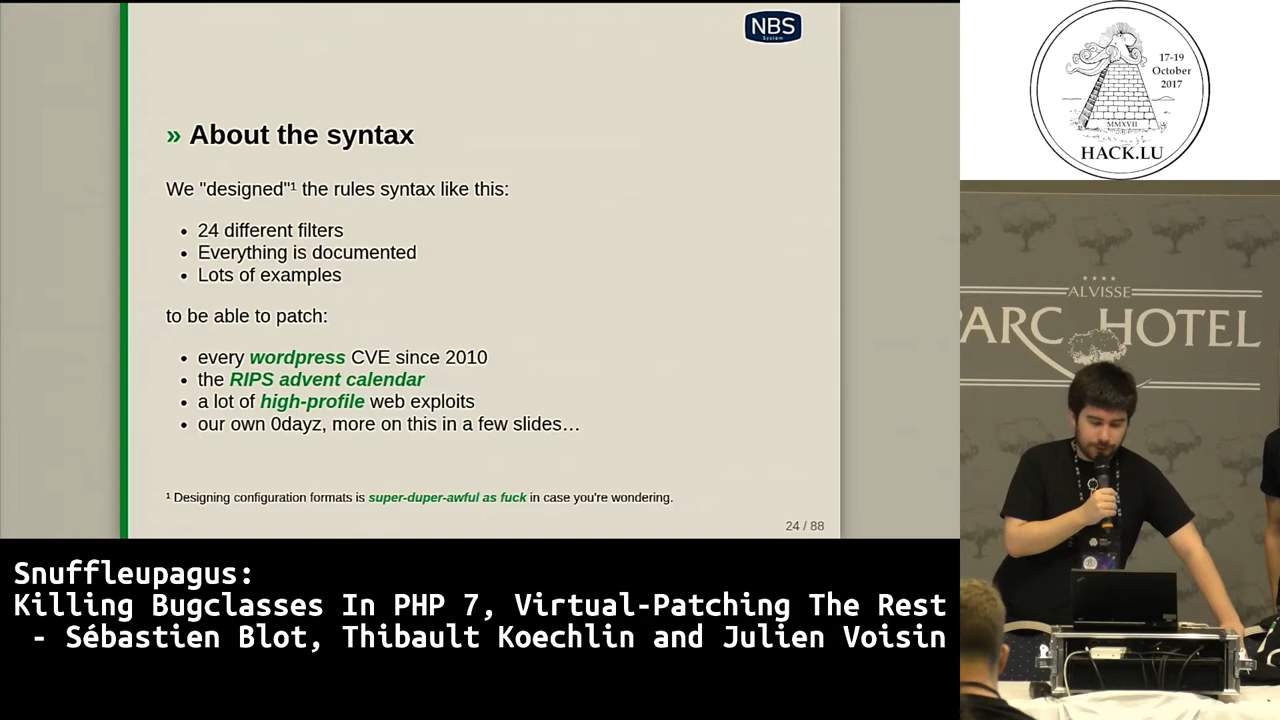 NBS
System
» About the syntax
We "designed"¹ the rules syntax like this:
• 24 different filters
• Everything is documented
• Lots of examples
to be able to patch:
• every wordpress CVE since 2010
• the RIPS advent calendar
• a lot of high-profile web exploits
• our own 0dayz, more on this in a few slides…
¹ Designing configuration formats is super-duper-awful as fuck in case you're wondering.
24 / 88
17-19
October
2017
MMXVII
HACK.LU
ALVISSE
PARC HOTEL
Snuffleupagus:
Killing Bugclasses In PHP 7, Virtual-Patching The Rest
- Sébastien Blot, Thibault Koechlin and Julien Voisin